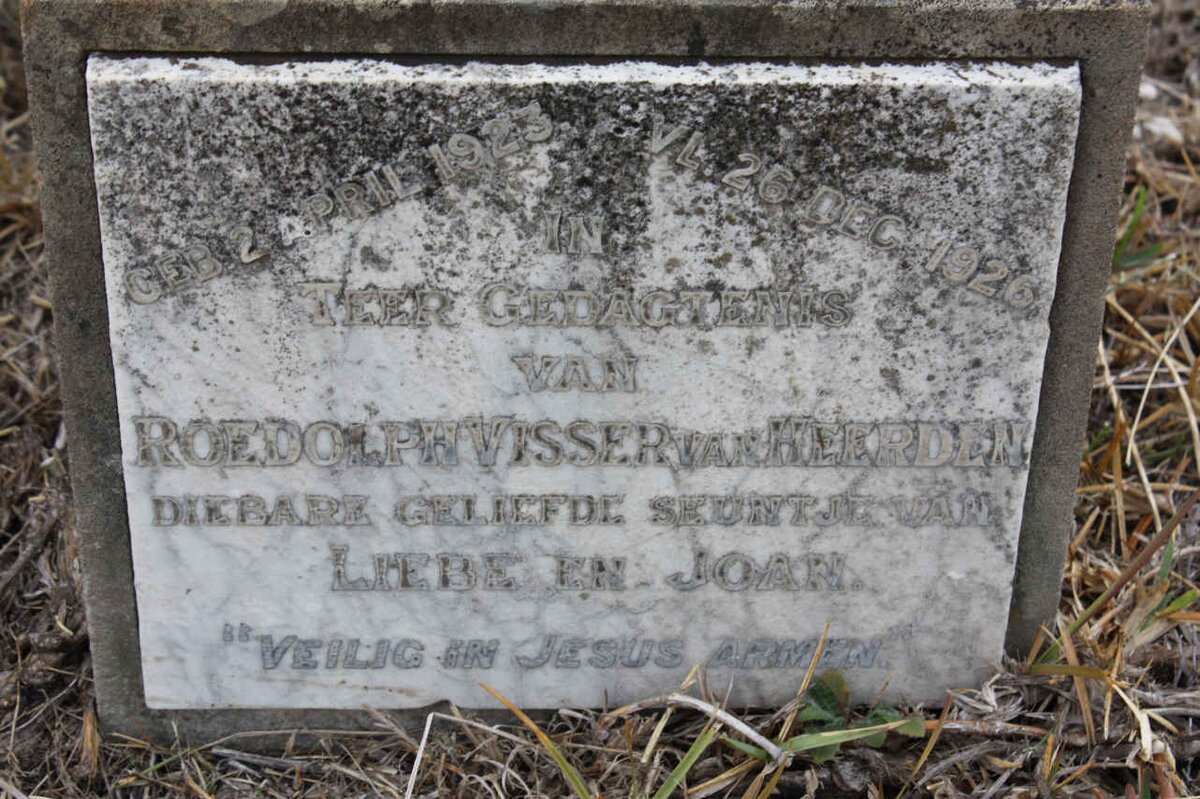 GEB 2 APRIL 1923 VL 26 DEC 1926
IN
TEER GEDAGTENIS
VAN
ROEDOLPH VISSER VAN HEERDEN
DIEBARE GELIEFDE SEUNTJE VAN
LIEBE EN JOAN.
"VEILIG IN JESUS ARMEN."